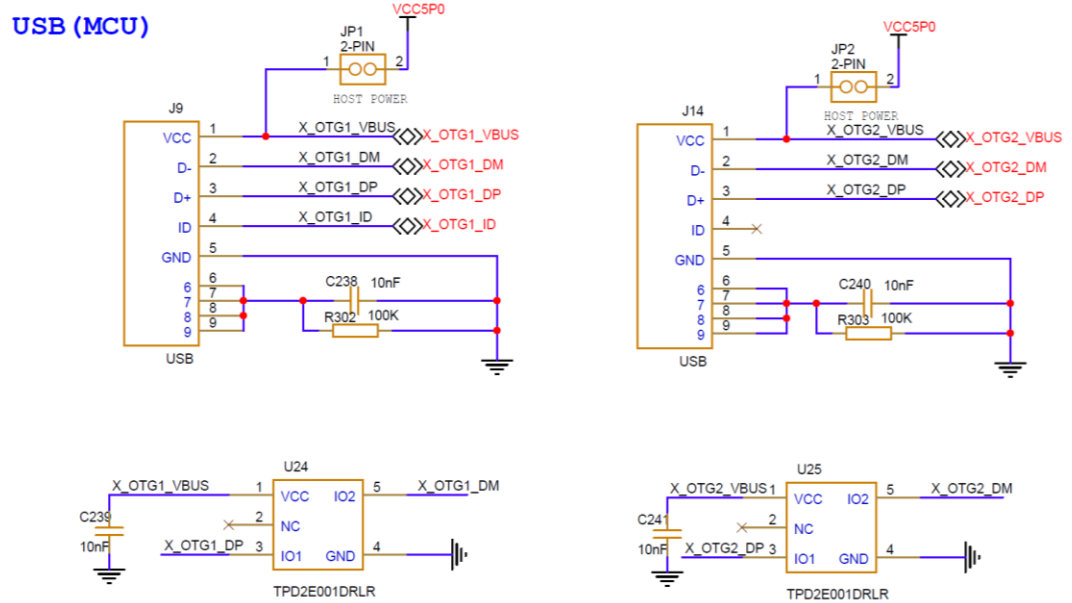 USB(MCU)
VCC5P0
JP1
2-PIN
1
2
HOST POWER
J9
VCC 1 X_OTG1_VBUS X_OTG1_VBUS
D- 2 X_OTG1_DM X_OTG1_DM
D+ 3 X_OTG1_DP X_OTG1_DP
ID 4 X_OTG1_ID X_OTG1_ID
GND 5
6 6
7 7
8 8
9 9
C238 10nF
R302 100K
USB
VCC5P0
JP2
2-PIN
1
2
HOST POWER
J14
VCC 1 X_OTG2_VBUS X_OTG2_VBUS
D- 2 X_OTG2_DM X_OTG2_DM
D+ 3 X_OTG2_DP X_OTG2_DP
ID 4
GND 5
6 6
7 7
8 8
9 9
C240 10nF
R303 100K
USB
U24
X_OTG1_VBUS 1 VCC IO2 5 X_OTG1_DM
C239
10nF
2 NC
X_OTG1_DP 3 IO1 GND 4
TPD2E001DRLR
U25
X_OTG2_VBUS 1 VCC IO2 5 X_OTG2_DM
C241
10nF
2 NC
X_OTG2_DP 3 IO1 GND 4
TPD2E001DRLR